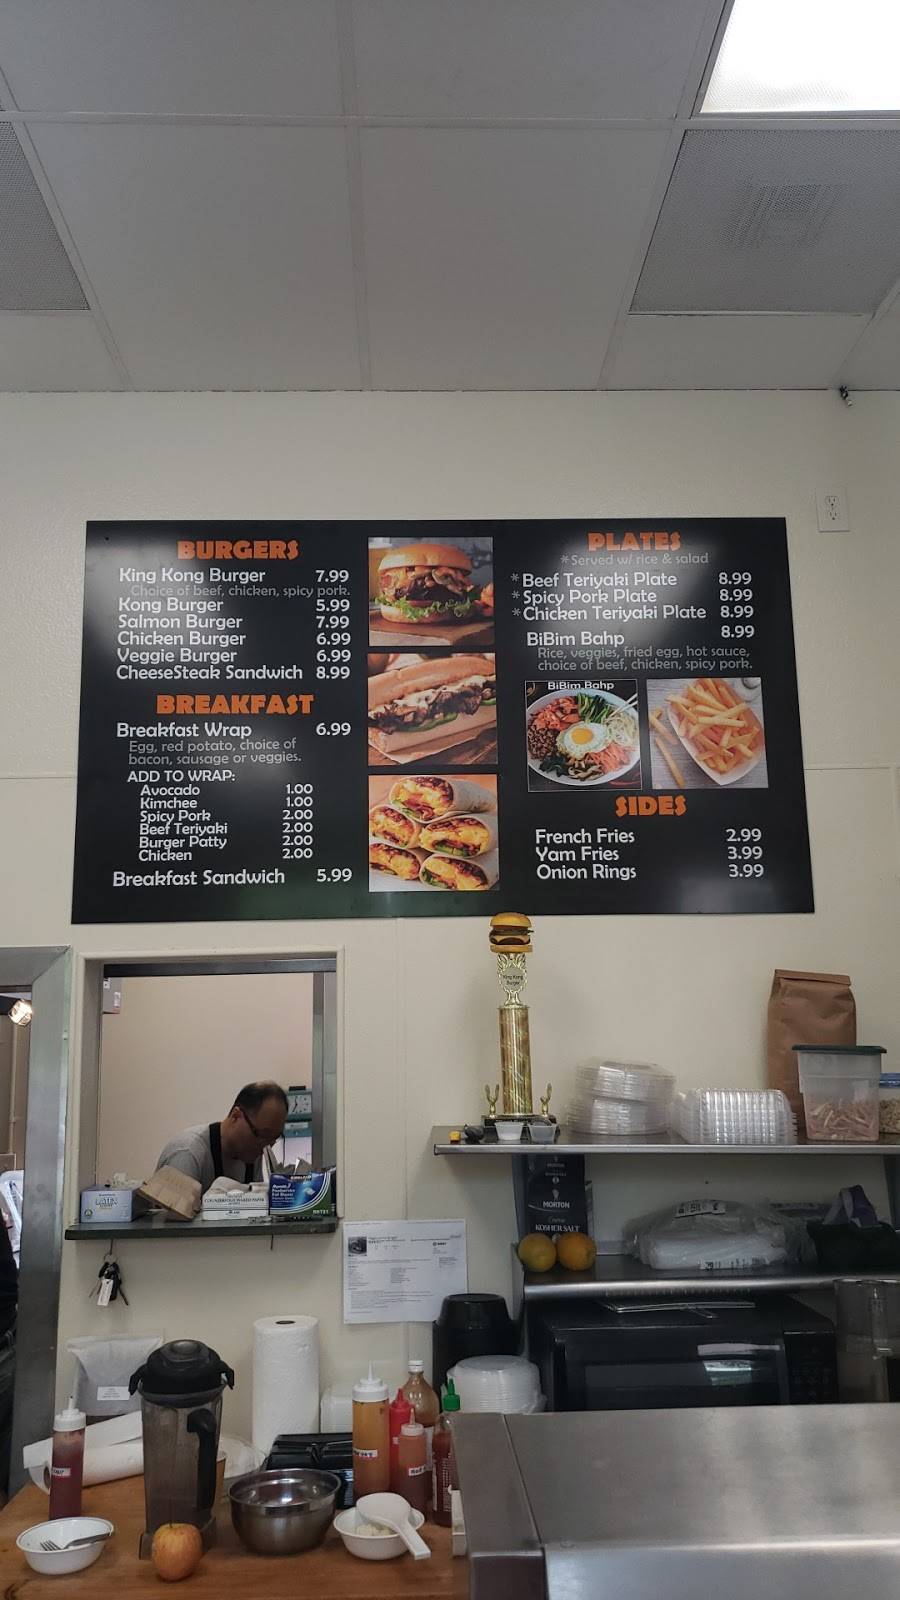 BURGERS
King Kong Burger 7.99
Choice of beef, chicken, spicy pork.
Kong Burger 5.99
Salmon Burger 7.99
Chicken Burger 6.99
Veggie Burger 6.99
CheeseSteak Sandwich 8.99
BREAKFAST
Breakfast Wrap 6.99
Egg, red potato, choice of
bacon, sausage or veggies.
ADD TO WRAP:
Avocado 1.00
Kimchee 1.00
Spicy Pork 2.00
Beef Teriyaki 2.00
Burger Patty 2.00
Chicken 2.00
Breakfast Sandwich 5.99
PLATES
*Served w/ rice & salad
*Beef Teriyaki Plate 8.99
*Spicy Pork Plate 8.99
*Chicken Teriyaki Plate 8.99
BiBim Bahp 8.99
Rice, veggies, fried egg, hot sauce,
choice of beef, chicken, spicy pork.
BiBim Bahp
SIDES
French Fries 2.99
Yam Fries 3.99
Onion Rings 3.99
King Kong
Burger
MORTON
KOSHER SALT